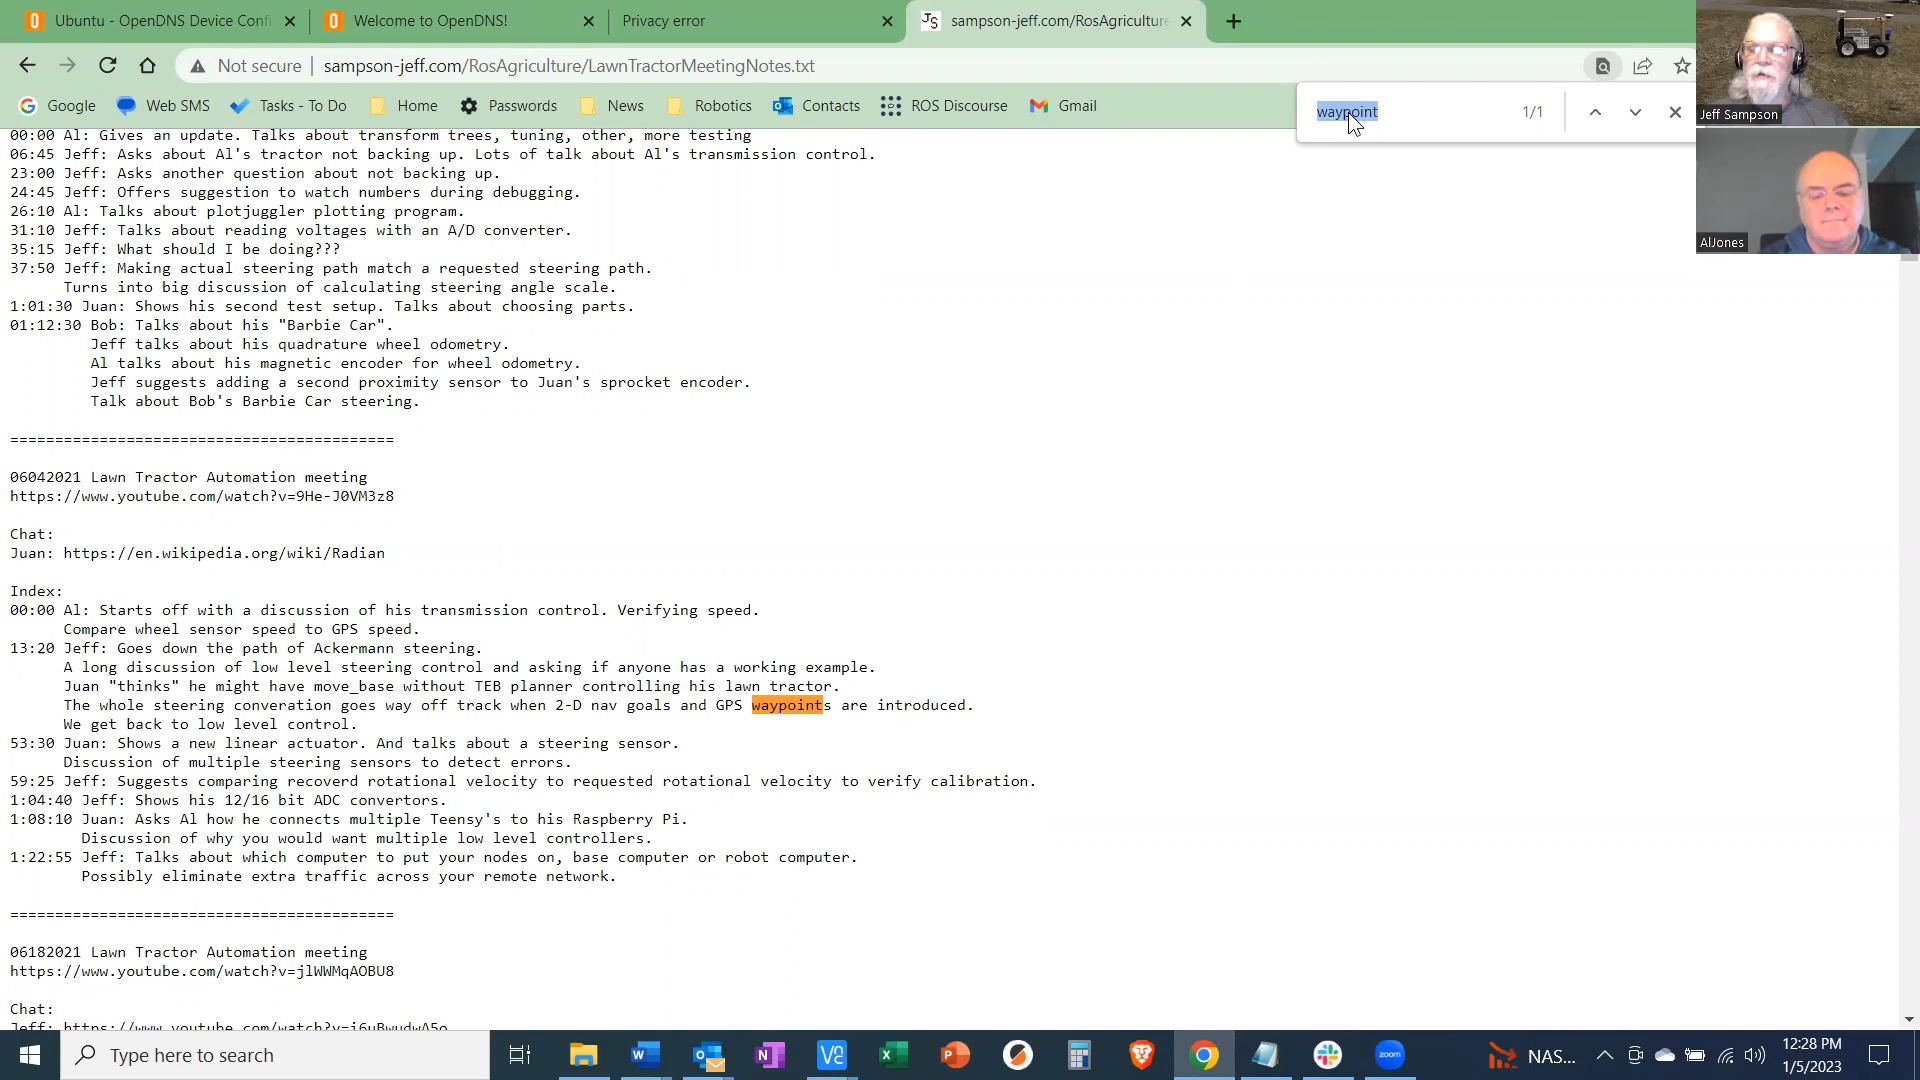 Ubuntu - OpenDNS Device Confi
Welcome to OpenDNS!
Privacy error
sampson-jeff.com/RosAgriculture
Not secure | sampson-jeff.com/RosAgriculture/LawnTractorMeetingNotes.txt
Google Web SMS Tasks - To Do Home Passwords News Robotics Contacts ROS Discourse Gmail
waypoint 1/1
Jeff Sampson
AlJones
00:00 Al: Gives an update. Talks about transform trees, tuning, other, more testing
06:45 Jeff: Asks about Al's tractor not backing up. Lots of talk about Al's transmission control.
23:00 Jeff: Asks another question about not backing up.
24:45 Jeff: Offers suggestion to watch numbers during debugging.
26:10 Al: Talks about plotjuggler plotting program.
31:10 Jeff: Talks about reading voltages with an A/D converter.
35:15 Jeff: What should I be doing???
37:50 Jeff: Making actual steering path match a requested steering path.
Turns into big discussion of calculating steering angle scale.
1:01:30 Juan: Shows his second test setup. Talks about choosing parts.
01:12:30 Bob: Talks about his "Barbie Car".
Jeff talks about his quadrature wheel odometry.
Al talks about his magnetic encoder for wheel odometry.
Jeff suggests adding a second proximity sensor to Juan's sprocket encoder.
Talk about Bob's Barbie Car steering.
===========================================
06042021 Lawn Tractor Automation meeting
https://www.youtube.com/watch?v=9He-J0VM3z8
Chat:
Juan: https://en.wikipedia.org/wiki/Radian
Index:
00:00 Al: Starts off with a discussion of his transmission control. Verifying speed.
Compare wheel sensor speed to GPS speed.
13:20 Jeff: Goes down the path of Ackermann steering.
A long discussion of low level steering control and asking if anyone has a working example.
Juan "thinks" he might have move_base without TEB planner controlling his lawn tractor.
The whole steering converation goes way off track when 2-D nav goals and GPS waypoints are introduced.
We get back to low level control.
53:30 Juan: Shows a new linear actuator. And talks about a steering sensor.
Discussion of multiple steering sensors to detect errors.
59:25 Jeff: Suggests comparing recoverd rotational velocity to requested rotational velocity to verify calibration.
1:04:40 Jeff: Shows his 12/16 bit ADC convertors.
1:08:10 Juan: Asks Al how he connects multiple Teensy's to his Raspberry Pi.
Discussion of why you would want multiple low level controllers.
1:22:55 Jeff: Talks about which computer to put your nodes on, base computer or robot computer.
Possibly eliminate extra traffic across your remote network.
===========================================
06182021 Lawn Tractor Automation meeting
https://www.youtube.com/watch?v=jlWWMqAOBU8
Chat:
Jeff: https://www.youtube.com/watch?v=i6uBwudwA5o
Type here to search
zoom
NAS...
12:28 PM
1/5/2023